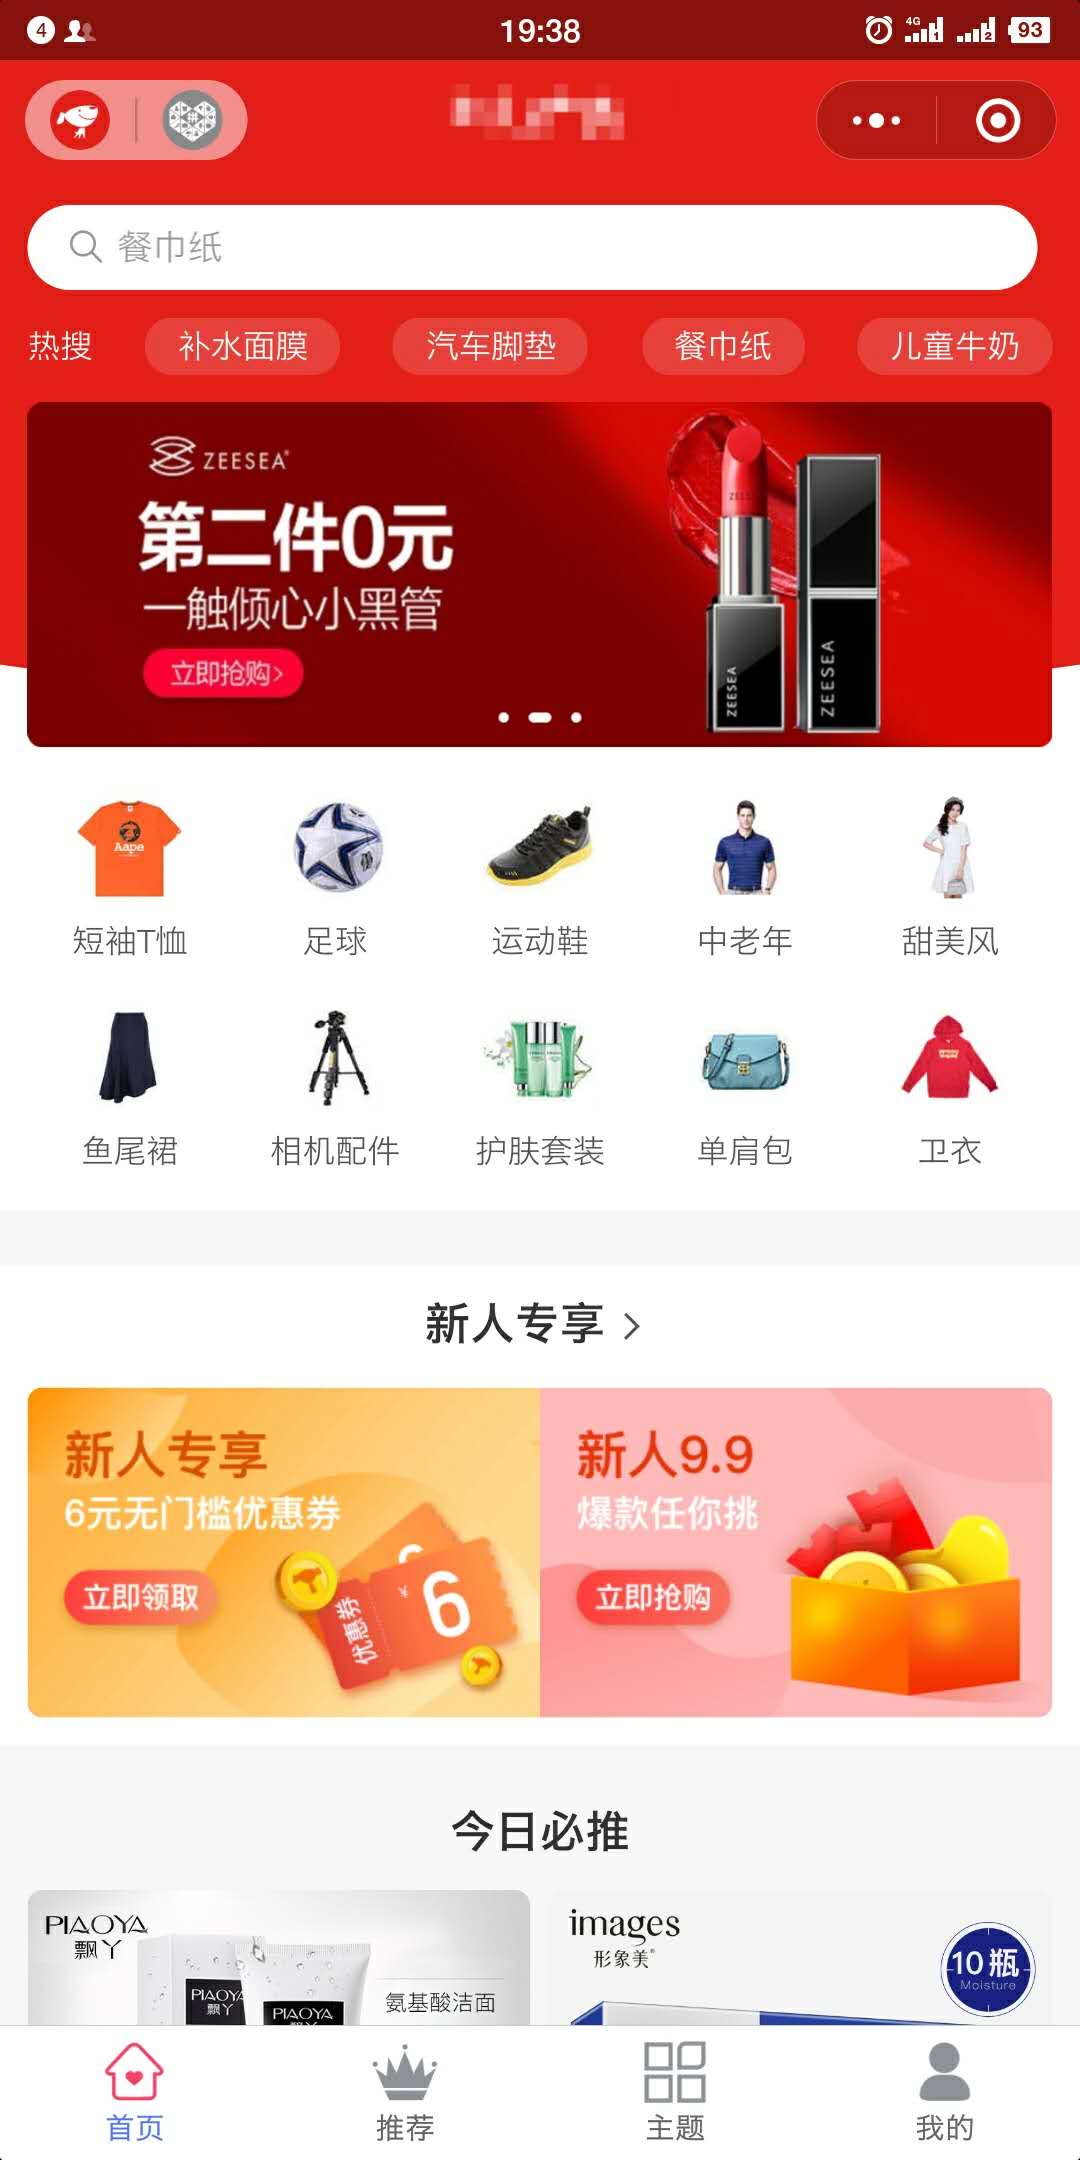 4
19:38
4G
1
2
93
餐巾纸
热搜
补水面膜
汽车脚垫
餐巾纸
儿童牛奶
ZEESEA®
第二件0元
一触倾心小黑管
立即抢购>
ZEESEA
ZEESEA
Aape
短袖T恤
足球
运动鞋
中老年
甜美风
鱼尾裙
相机配件
护肤套装
单肩包
卫衣
新人专享 >
新人专享
6元无门槛优惠券
立即领取
优惠券
¥6
新人9.9
爆款任你挑
立即抢购
今日必推
PIAOYA
飘丫
PIAOYA
飘丫
PIAOYA
氨基酸洁面
images
形象美®
10瓶
Moisture
首页
推荐
主题
我的